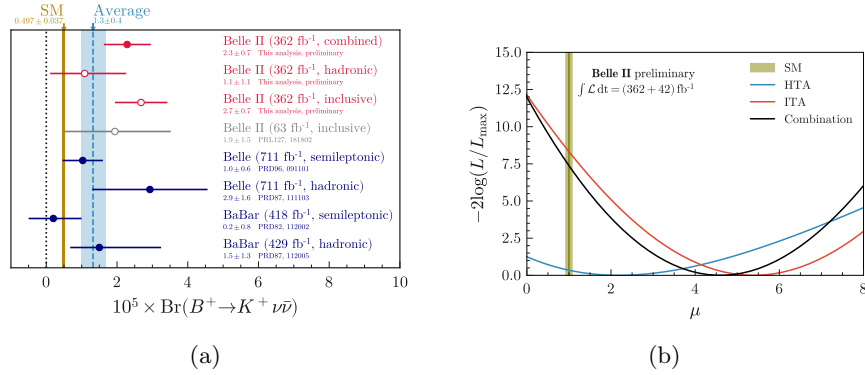 SM Average
0.497±0.037 1.3±0.4
Belle II (362 fb⁻¹, combined)
2.3±0.7 This analysis, preliminary
Belle II (362 fb⁻¹, hadronic)
1.1±1.1 This analysis, preliminary
Belle II (362 fb⁻¹, inclusive)
2.7±0.7 This analysis, preliminary
Belle II (63 fb⁻¹, inclusive)
1.9±1.5 PRL127, 181802
Belle (711 fb⁻¹, semileptonic)
1.0±0.6 PRD96, 091101
Belle (711 fb⁻¹, hadronic)
2.9±1.6 PRD87, 111103
BaBar (418 fb⁻¹, semileptonic)
0.2±0.8 PRD82, 112002
BaBar (429 fb⁻¹, hadronic)
1.5±1.3 PRD87, 112005
0 2 4 6 8 10
10⁵ × Br(B⁺→K⁺νν̄)
(a)
15.0
12.5
10.0
7.5
5.0
2.5
0.0
−2log(L/Lmax)
Belle II preliminary
∫ℒ dt = (362 + 42) fb⁻¹
SM
HTA
ITA
Combination
0 2 4 6 8
μ
(b)